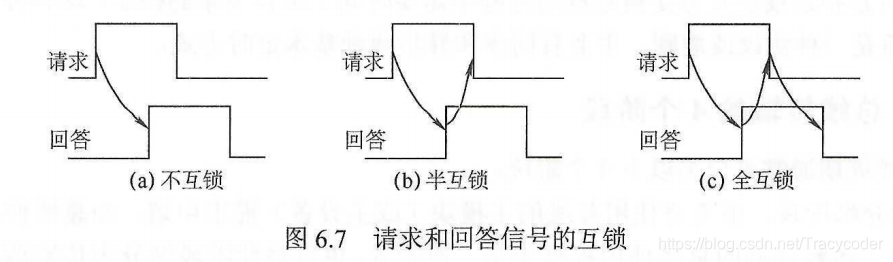 请求
回答
(a) 不互锁
请求
回答
(b) 半互锁
请求
回答
(c) 全互锁
图 6.7 请求和回答信号的互锁
https://blog.csdn.net/Tracycoder